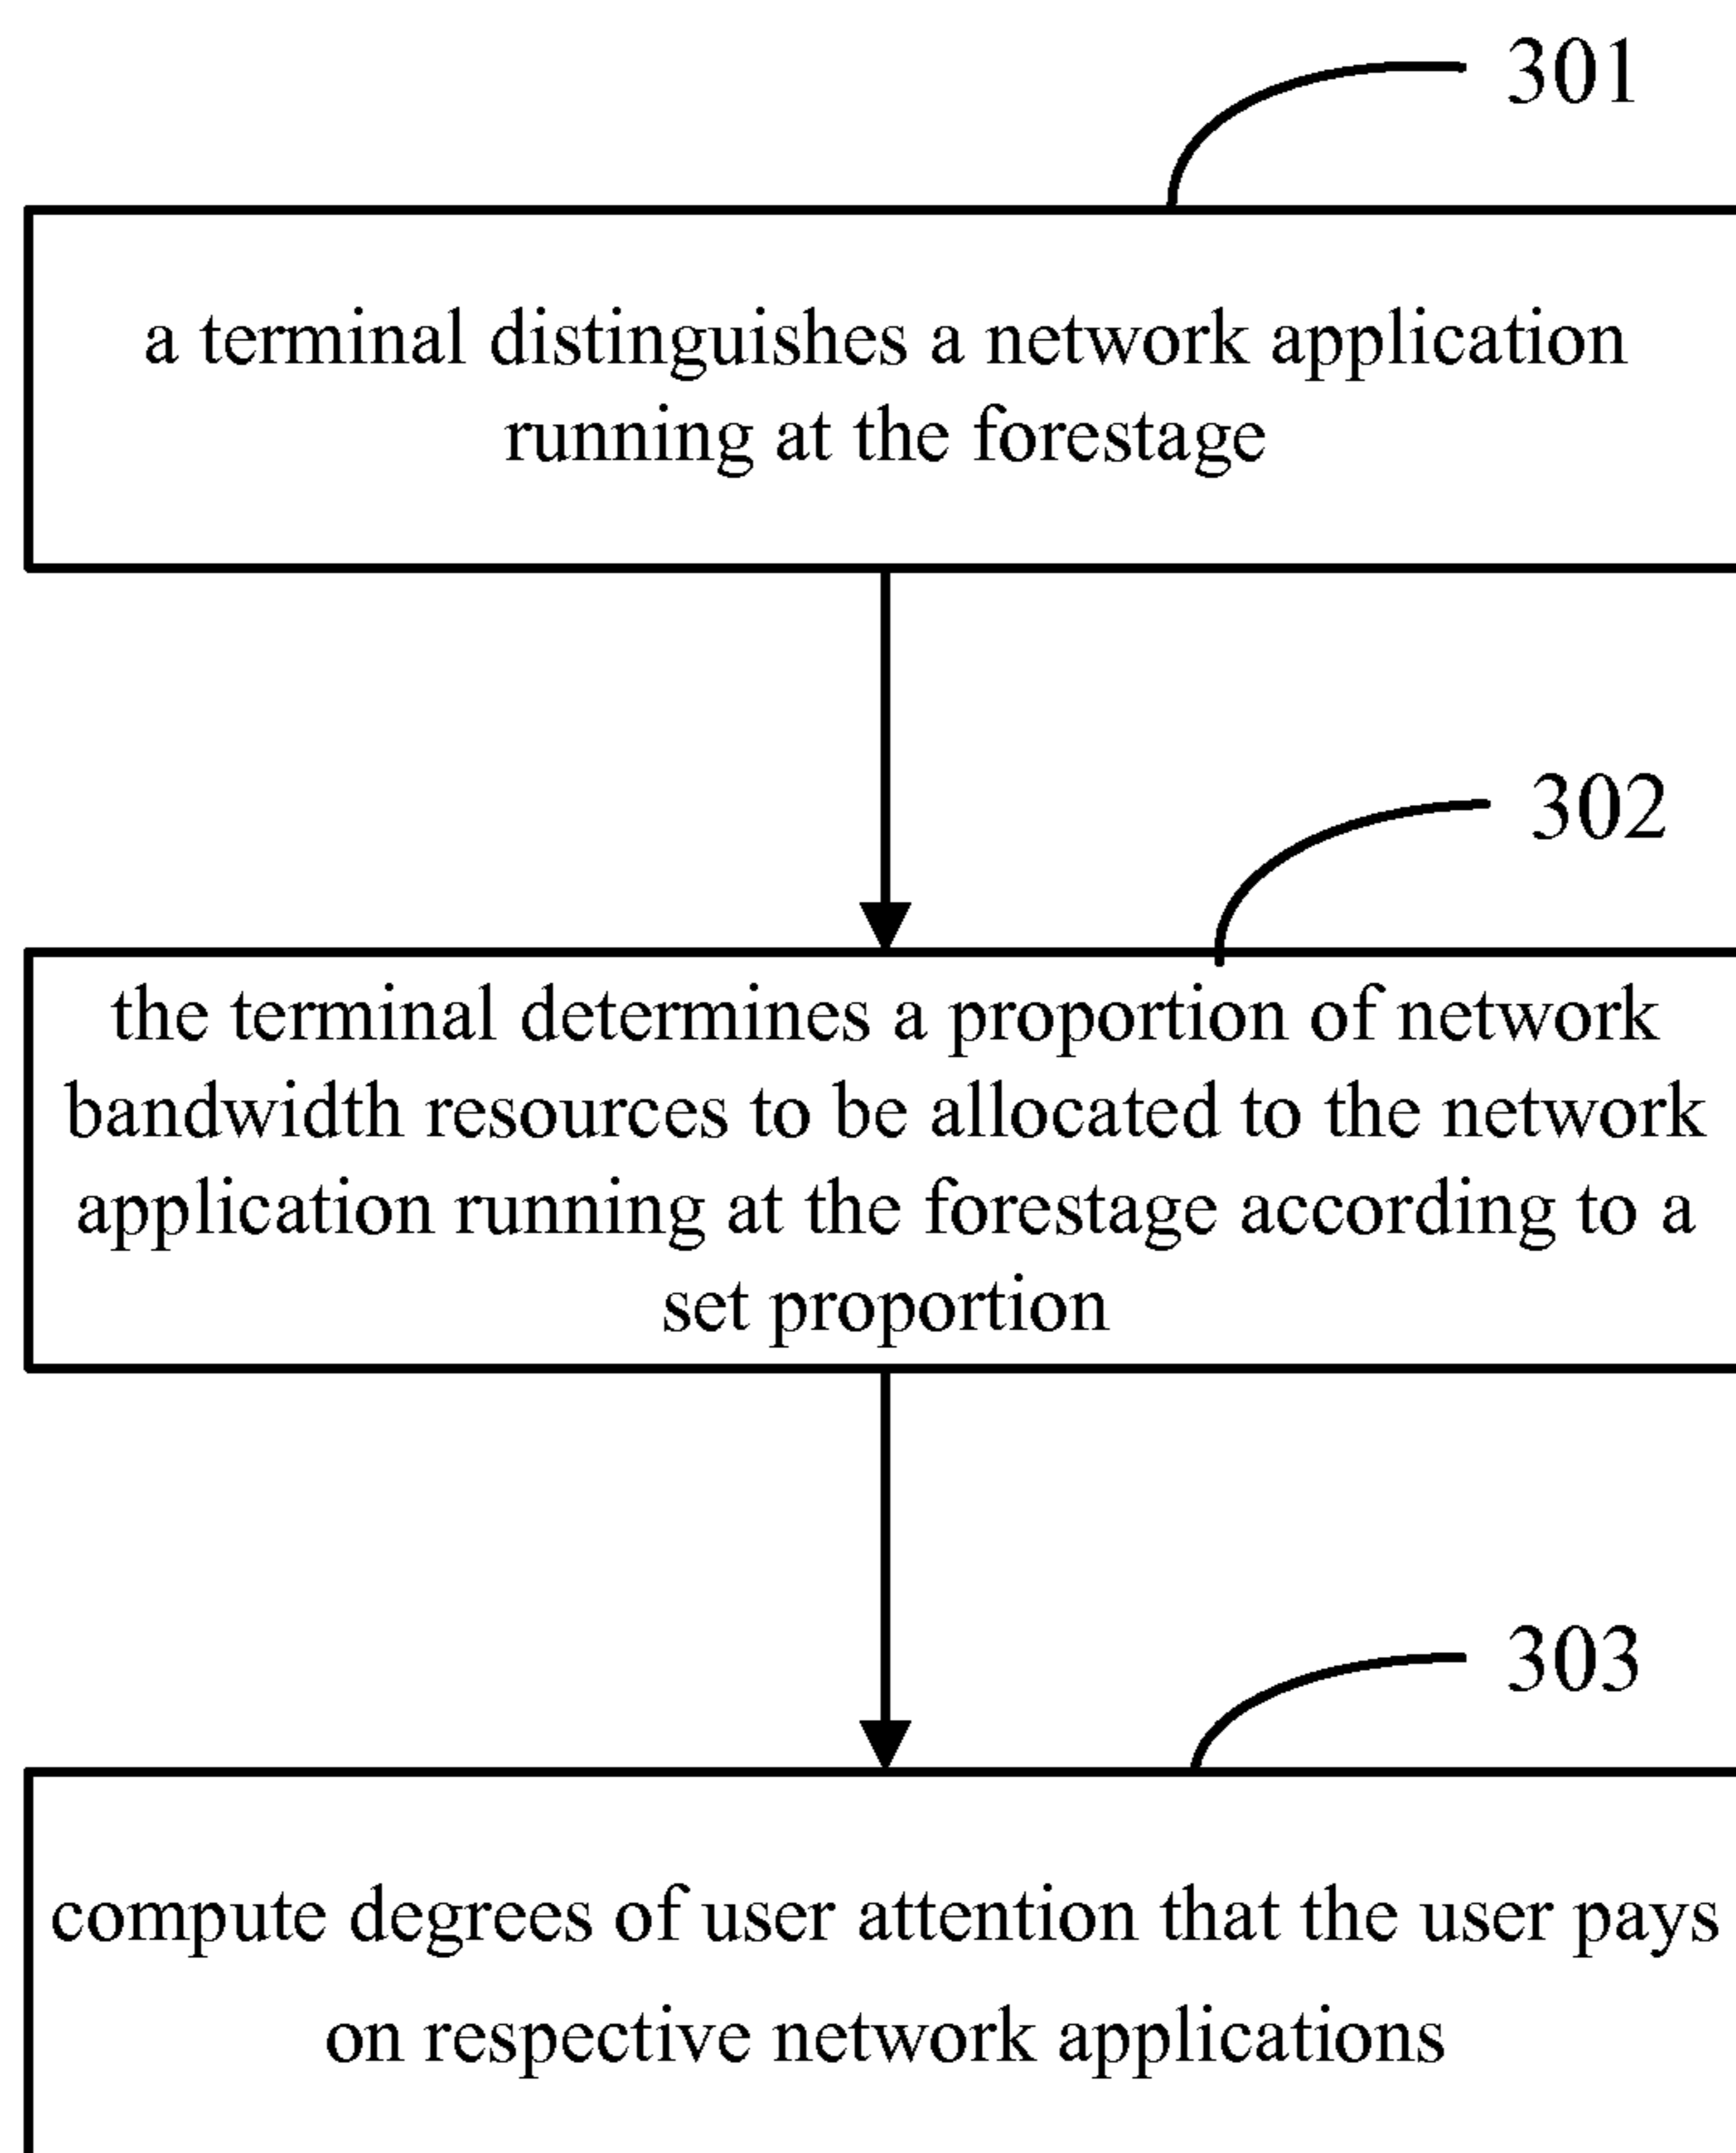 301
a terminal distinguishes a network application
running at the forestage
302
the terminal determines a proportion of network
bandwidth resources to be allocated to the network
application running at the forestage according to a
set proportion
303
compute degrees of user attention that the user pays
on respective network applications